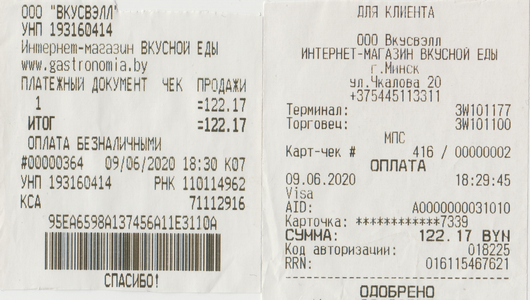 ООО "ВКУСВЭЛЛ"
УНП 193160414
Интернет-магазин ВКУСНОЙ ЕДЫ
www.gastronomia.by
ПЛАТЕЖНЫЙ ДОКУМЕНТ ЧЕК ПРОДАЖИ
1 =122.17
ИТОГ =122.17
ОПЛАТА БЕЗНАЛИЧНЫМИ
#00000364 09/06/2020 18:30 К07
УНП 193160414 РНК 110114962
КСА 71112916
95EA6598A137456A11E3110A
СПАСИБО!
ДЛЯ КЛИЕНТА
ООО Вкусвэлл
ИНТЕРНЕТ-МАГАЗИН ВКУСНОЙ ЕДЫ
г.Минск
ул.Чкалова 20
+375445113311
Терминал: 3W101177
Торговец: 3W101100
МПС
Карт-чек # 416 / 00000002
ОПЛАТА
09.06.2020 18:29:45
Visa
AID: A0000000031010
Карточка: ************7339
СУММА: 122.17 BYN
Код авторизации: 018225
RRN: 016115467621
ОДОБРЕНО